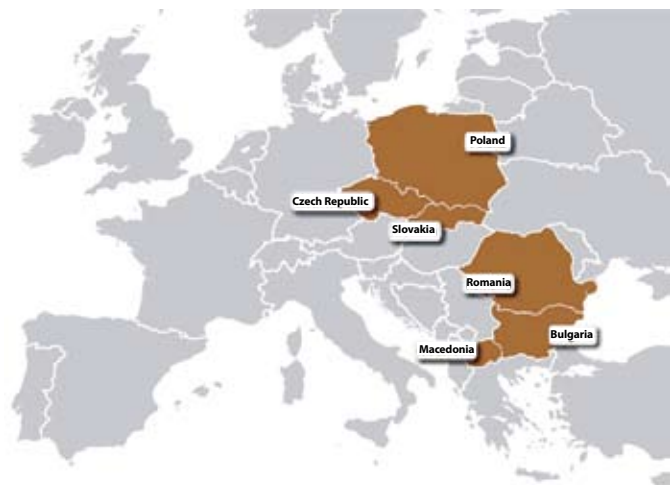 Poland
Czech Republic
Slovakia
Romania
Bulgaria
Macedonia